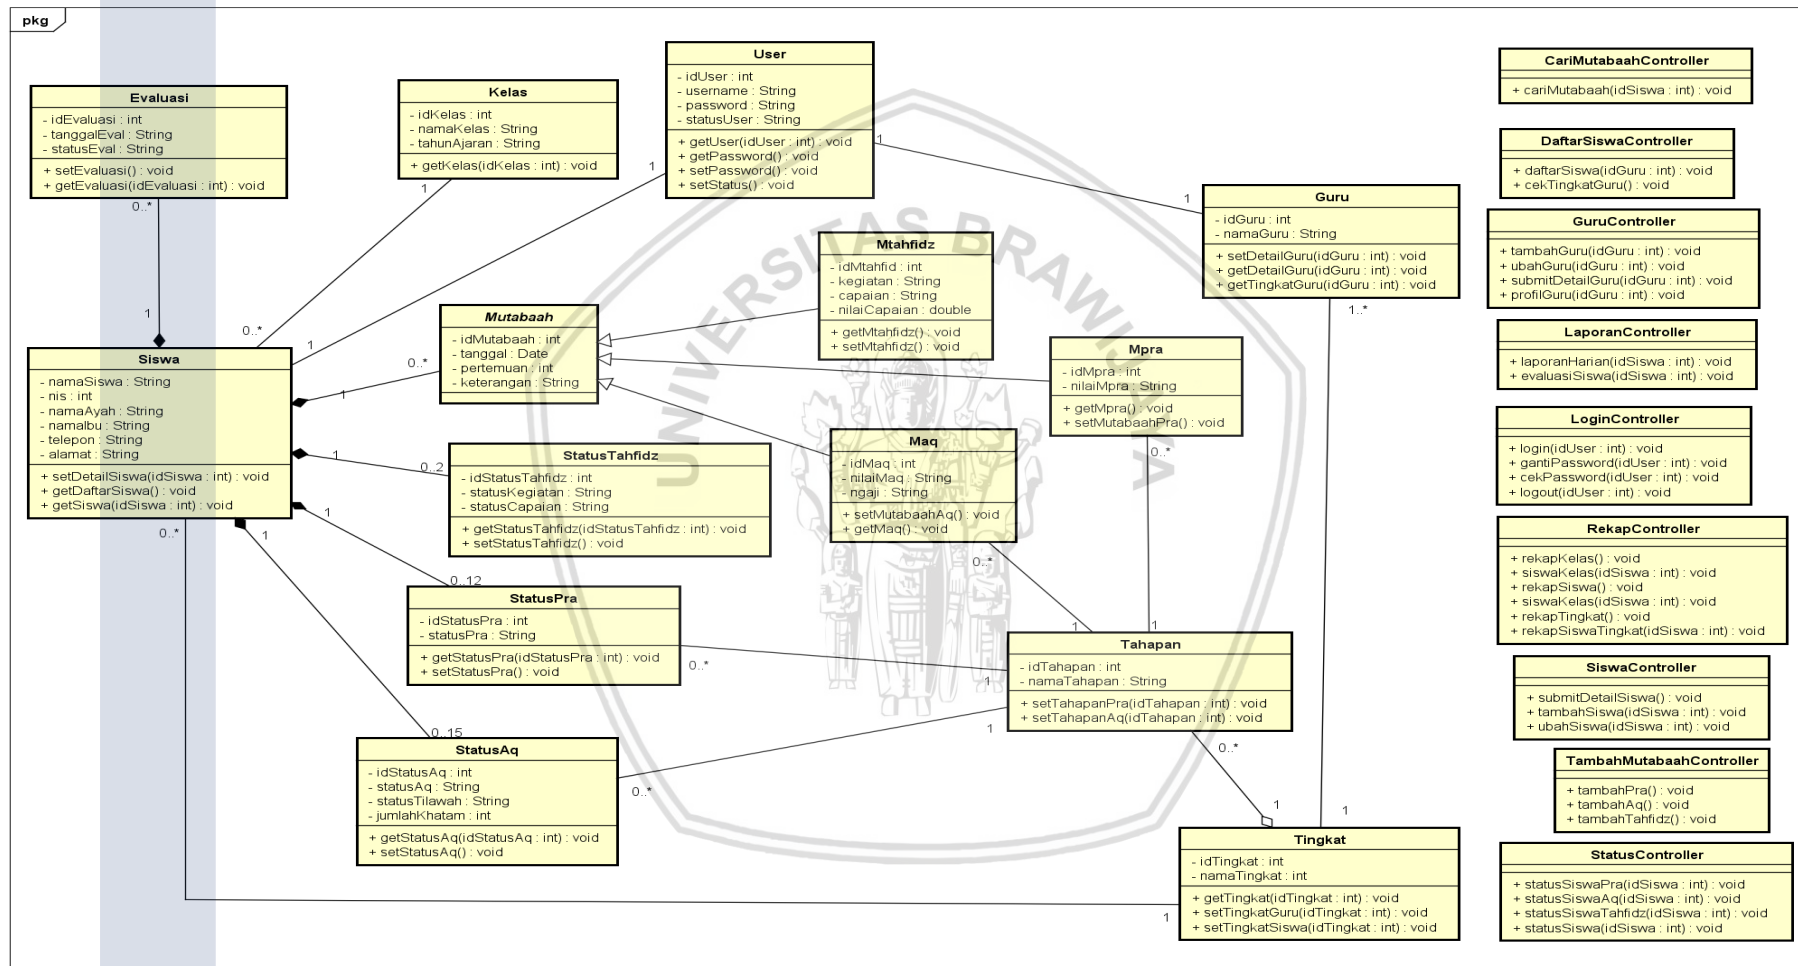 pkg
Evaluasi
- idEvaluasi : int
- tanggalEval : String
- statusEval : String
+ setEvaluasi() : void
+ getEvaluasi(idEvaluasi : int) : void
0..*
1
Kelas
- idKelas : int
- namaKelas : String
- tahunAjaran : String
+ getKelas(idKelas : int) : void
1
0..*
User
- idUser : int
- username : String
- password : String
- statusUser : String
+ getUser(idUser : int) : void
+ getPassword() : void
+ setPassword() : void
+ setStatus() : void
1
1
1
1
Guru
- idGuru : int
- namaGuru : String
+ setDetailGuru(idGuru : int) : void
+ getDetailGuru(idGuru : int) : void
+ getTingkatGuru(idGuru : int) : void
1..*
UNIVERSITAS BRAWIJAYA
Mtahfidz
- idMtahfid : int
- kegiatan : String
- capaian : String
- nilaiCapaian : double
+ getMtahfidz() : void
+ setMtahfidz() : void
Mutabaah
- idMutabaah : int
- tanggal : Date
- pertemuan : int
- keterangan : String
0..*
1
Mpra
- idMpra : int
- nilaiMpra : String
+ getMpra() : void
+ setMutabaahPra() : void
0..*
Siswa
- namaSiswa : String
- nis : int
- namaAyah : String
- namaIbu : String
- telepon : String
- alamat : String
+ setDetailSiswa(idSiswa : int) : void
+ getDaftarSiswa() : void
+ getSiswa(idSiswa : int) : void
0..*
1
1
1
Maq
- idMaq : int
- nilaiMaq : String
- ngaji : String
+ setMutabaahAq() : void
+ getMaq() : void
0..*
0..2
StatusTahfidz
- idStatusTahfidz : int
- statusKegiatan : String
- statusCapaian : String
+ getStatusTahfidz(idStatusTahfidz : int) : void
+ setStatusTahfidz() : void
0..12
StatusPra
- idStatusPra : int
- statusPra : String
+ getStatusPra(idStatusPra : int) : void
+ setStatusPra() : void
0..*
1
1
Tahapan
- idTahapan : int
- namaTahapan : String
+ setTahapanPra(idTahapan : int) : void
+ setTahapanAq(idTahapan : int) : void
1
1
0..*
0..15
StatusAq
- idStatusAq : int
- statusAq : String
- statusTilawah : String
- jumlahKhatam : int
+ getStatusAq(idStatusAq : int) : void
+ setStatusAq() : void
0..*
1
1
Tingkat
- idTingkat : int
- namaTingkat : int
+ getTingkat(idTingkat : int) : void
+ setTingkatGuru(idTingkat : int) : void
+ setTingkatSiswa(idTingkat : int) : void
1
CariMutabaahController
+ cariMutabaah(idSiswa : int) : void
DaftarSiswaController
+ daftarSiswa(idGuru : int) : void
+ cekTingkatGuru() : void
GuruController
+ tambahGuru(idGuru : int) : void
+ ubahGuru(idGuru : int) : void
+ submitDetailGuru(idGuru : int) : void
+ profilGuru(idGuru : int) : void
LaporanController
+ laporanHarian(idSiswa : int) : void
+ evaluasiSiswa(idSiswa : int) : void
LoginController
+ login(idUser : int) : void
+ gantiPassword(idUser : int) : void
+ cekPassword(idUser : int) : void
+ logout(idUser : int) : void
RekapController
+ rekapKelas() : void
+ siswaKelas(idSiswa : int) : void
+ rekapSiswa() : void
+ siswaKelas(idSiswa : int) : void
+ rekapTingkat() : void
+ rekapSiswaTingkat(idSiswa : int) : void
SiswaController
+ submitDetailSiswa() : void
+ tambahSiswa(idSiswa : int) : void
+ ubahSiswa(idSiswa : int) : void
TambahMutabaahController
+ tambahPra() : void
+ tambahAq() : void
+ tambahTahfidz() : void
StatusController
+ statusSiswaPra(idSiswa : int) : void
+ statusSiswaAq(idSiswa : int) : void
+ statusSiswaTahfidz(idSiswa : int) : void
+ statusSiswa(idSiswa : int) : void